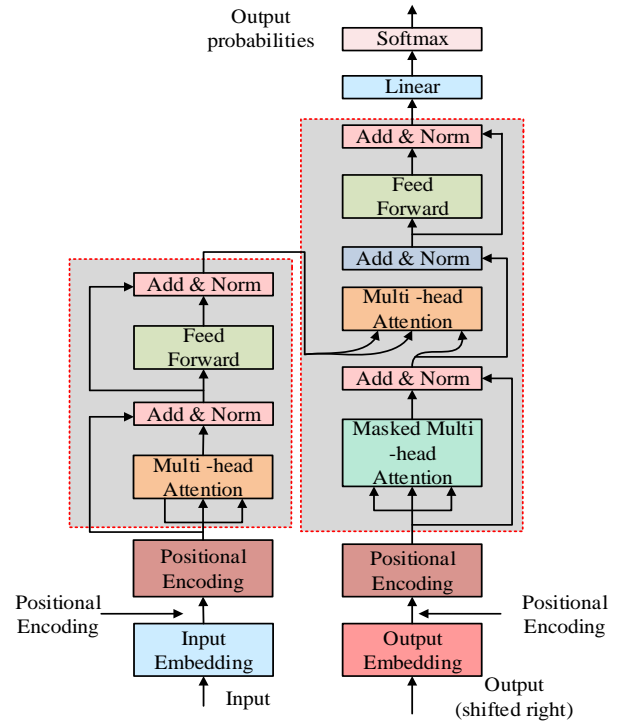 Output
probabilities
Softmax
Linear
Add & Norm
Feed
Forward
Add & Norm
Multi -head
Attention
Add & Norm
Masked Multi
-head
Attention
Positional
Encoding
Positional
Encoding
Output
Embedding
Output
(shifted right)
Add & Norm
Feed
Forward
Add & Norm
Multi -head
Attention
Positional
Encoding
Positional
Encoding
Input
Embedding
Input